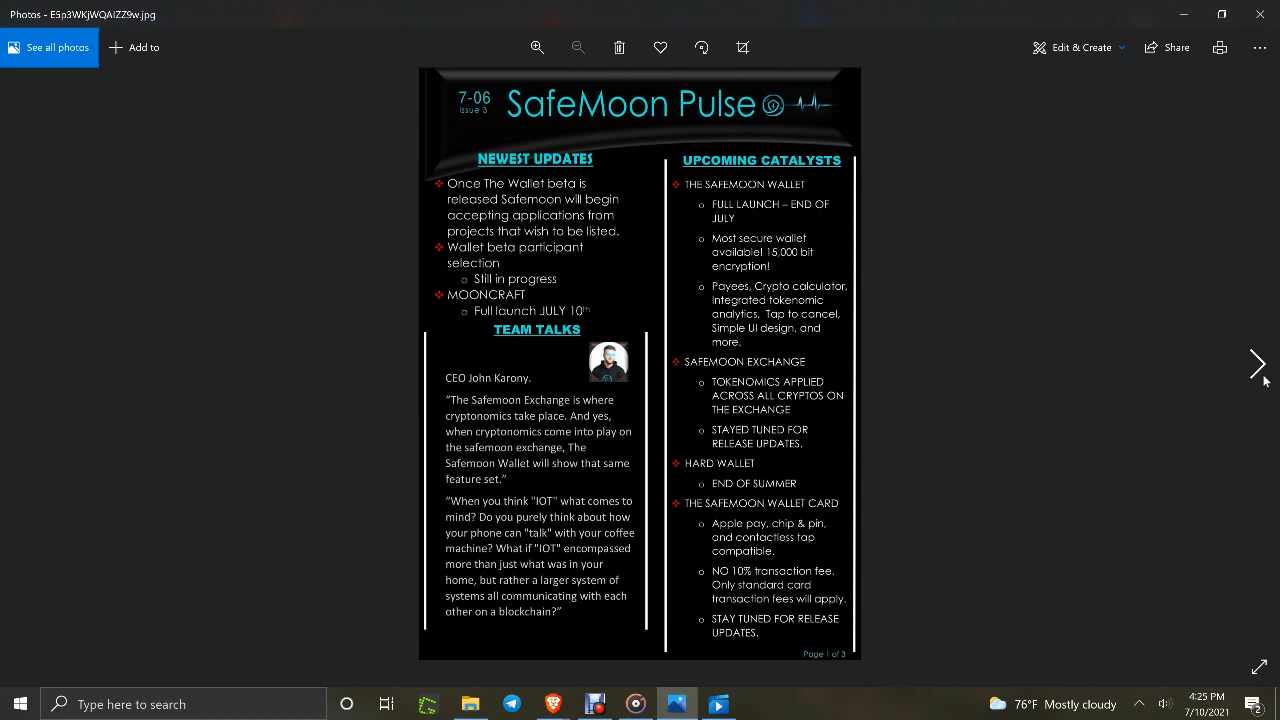 Photos - E5p3WKjWQAIZZ9w.jpg
See all photos
Add to
Edit & Create
Share
7-06
Issue 3
SafeMoon Pulse
NEWEST UPDATES
Once The Wallet beta is
released Safemoon will begin
accepting applications from
projects that wish to be listed.
Wallet beta participant
selection
Still in progress
MOONCRAFT
Full launch JULY 10th
TEAM TALKS
CEO John Karony.
"The Safemoon Exchange is where
cryptonomics take place. And yes,
when cryptonomics come into play on
the safemoon exchange, The
Safemoon Wallet will show that same
feature set."
"When you think "IOT" what comes to
mind? Do you purely think about how
your phone can "talk" with your coffee
machine? What if "IOT" encompassed
more than just what was in your
home, but rather a larger system of
systems all communicating with each
other on a blockchain?"
UPCOMING CATALYSTS
THE SAFEMOON WALLET
FULL LAUNCH – END OF
JULY
Most secure wallet
available! 15,000 bit
encryption!
Payees, Crypto calculator,
Integrated tokenomic
analytics, Tap to cancel,
Simple UI design, and
more.
SAFEMOON EXCHANGE
TOKENOMICS APPLIED
ACROSS ALL CRYPTOS ON
THE EXCHANGE
STAYED TUNED FOR
RELEASE UPDATES.
HARD WALLET
END OF SUMMER
THE SAFEMOON WALLET CARD
Apple pay, chip & pin,
and contactless tap
compatible.
NO 10% transaction fee.
Only standard card
transaction fees will apply.
STAY TUNED FOR RELEASE
UPDATES.
Page 1 of 3
Type here to search
76°F Mostly cloudy
4:25 PM
7/10/2021
2